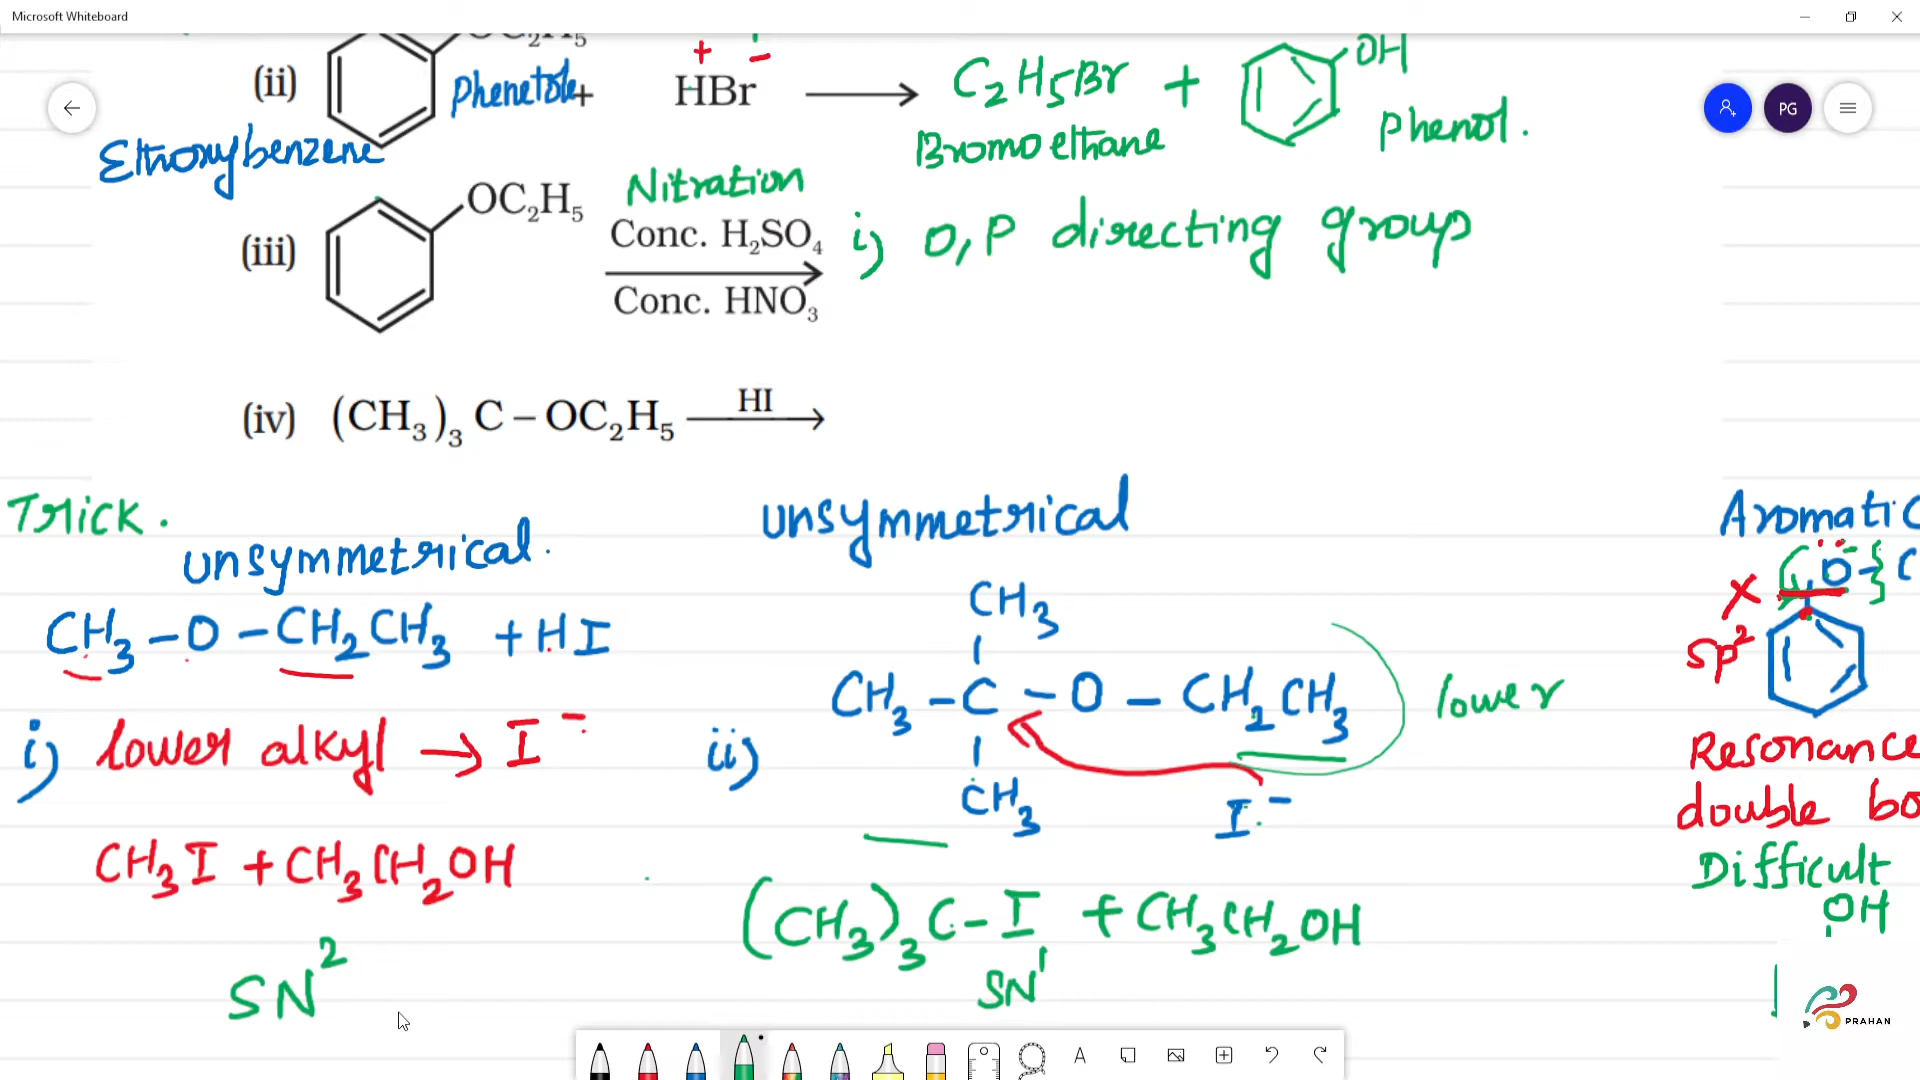 Microsoft Whiteboard
(ii) OC2H5 Phenetole + HBr ⟶ C2H5Br + OH
+ −
Ethoxybenzene Bromoethane Phenol.
PG
(iii) OC2H5 Nitration
Conc. H2SO4
Conc. HNO3
i) O, P directing group
(iv) (CH3)3 C – OC2H5 HI ⟶
Trick.
unsymmetrical.
CH3 – O – CH2CH3 + HI
i) lower alkyl → I−
CH3I + CH3CH2OH
SN2
unsymmetrical
CH3
ii) CH3 – C – O – CH2CH3 lower
CH3 I−
(CH3)3C – I + CH3CH2OH
SN1
Aromatic
O – C
X
sp2
Resonance
double bo
Difficult
OH
PRAHAN
A